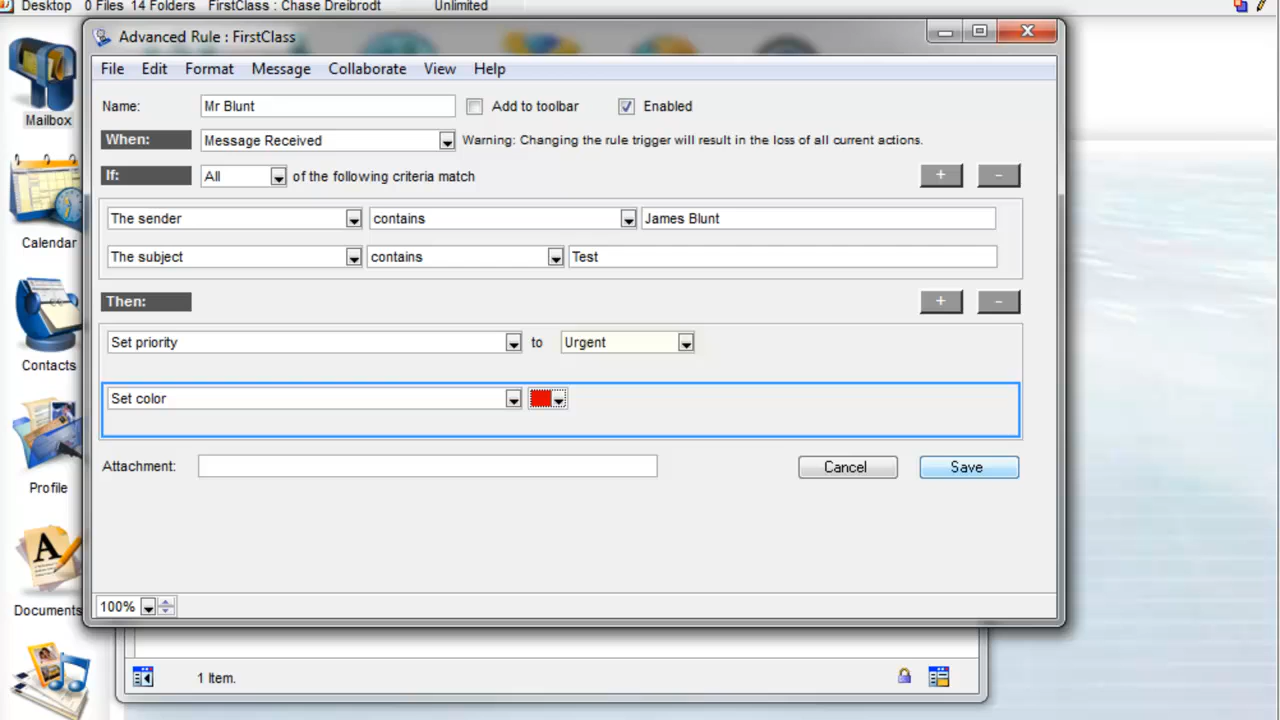 Desktop 0 Files 14 Folders FirstClass : Chase Dreibrodt Unlimited
Advanced Rule : FirstClass
File Edit Format Message Collaborate View Help
Name: Mr Blunt Add to toolbar Enabled
Mailbox
When: Message Received Warning: Changing the rule trigger will result in the loss of all current actions.
If: All of the following criteria match + -
The sender contains James Blunt
Calendar
The subject contains Test
Then: + -
Set priority to Urgent
Contacts
Set color
Attachment: Cancel Save
Profile
100%
Documents
1 Item.